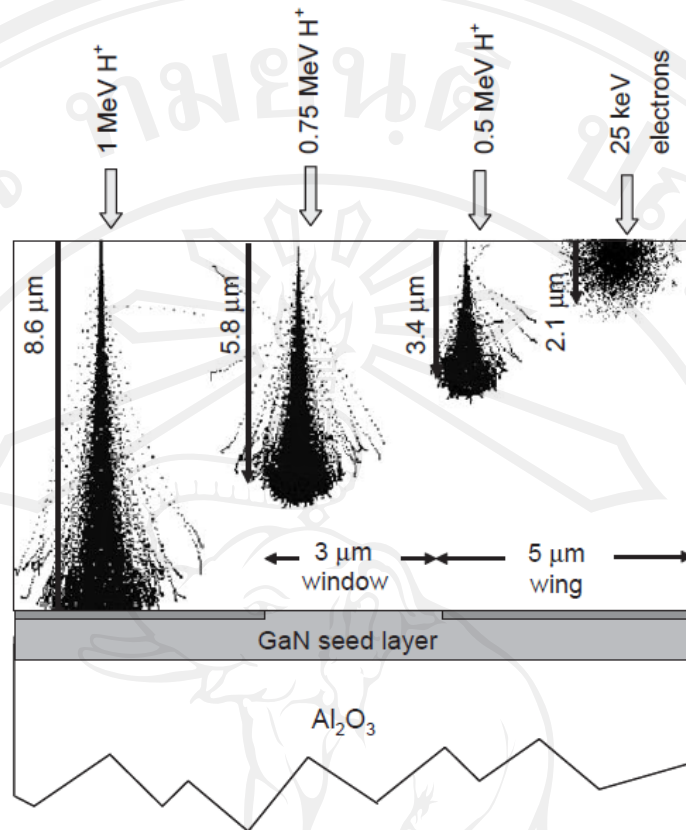 1 MeV H⁺
0.75 MeV H⁺
0.5 MeV H⁺
25 keV
electrons
8.6 μm
5.8 μm
3.4 μm
2.1 μm
3 μm
window
5 μm
wing
GaN seed layer
Al₂O₃